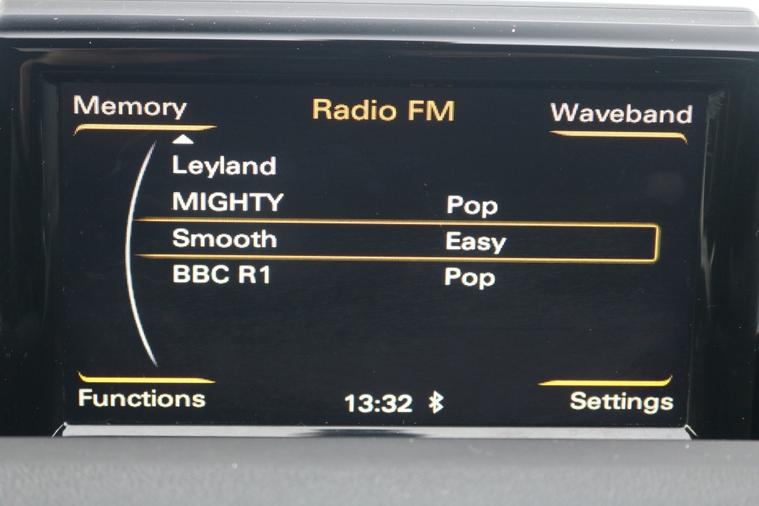 Memory Radio FM Waveband
Leyland
MIGHTY Pop
Smooth Easy
BBC R1 Pop
Functions 13:32 Settings